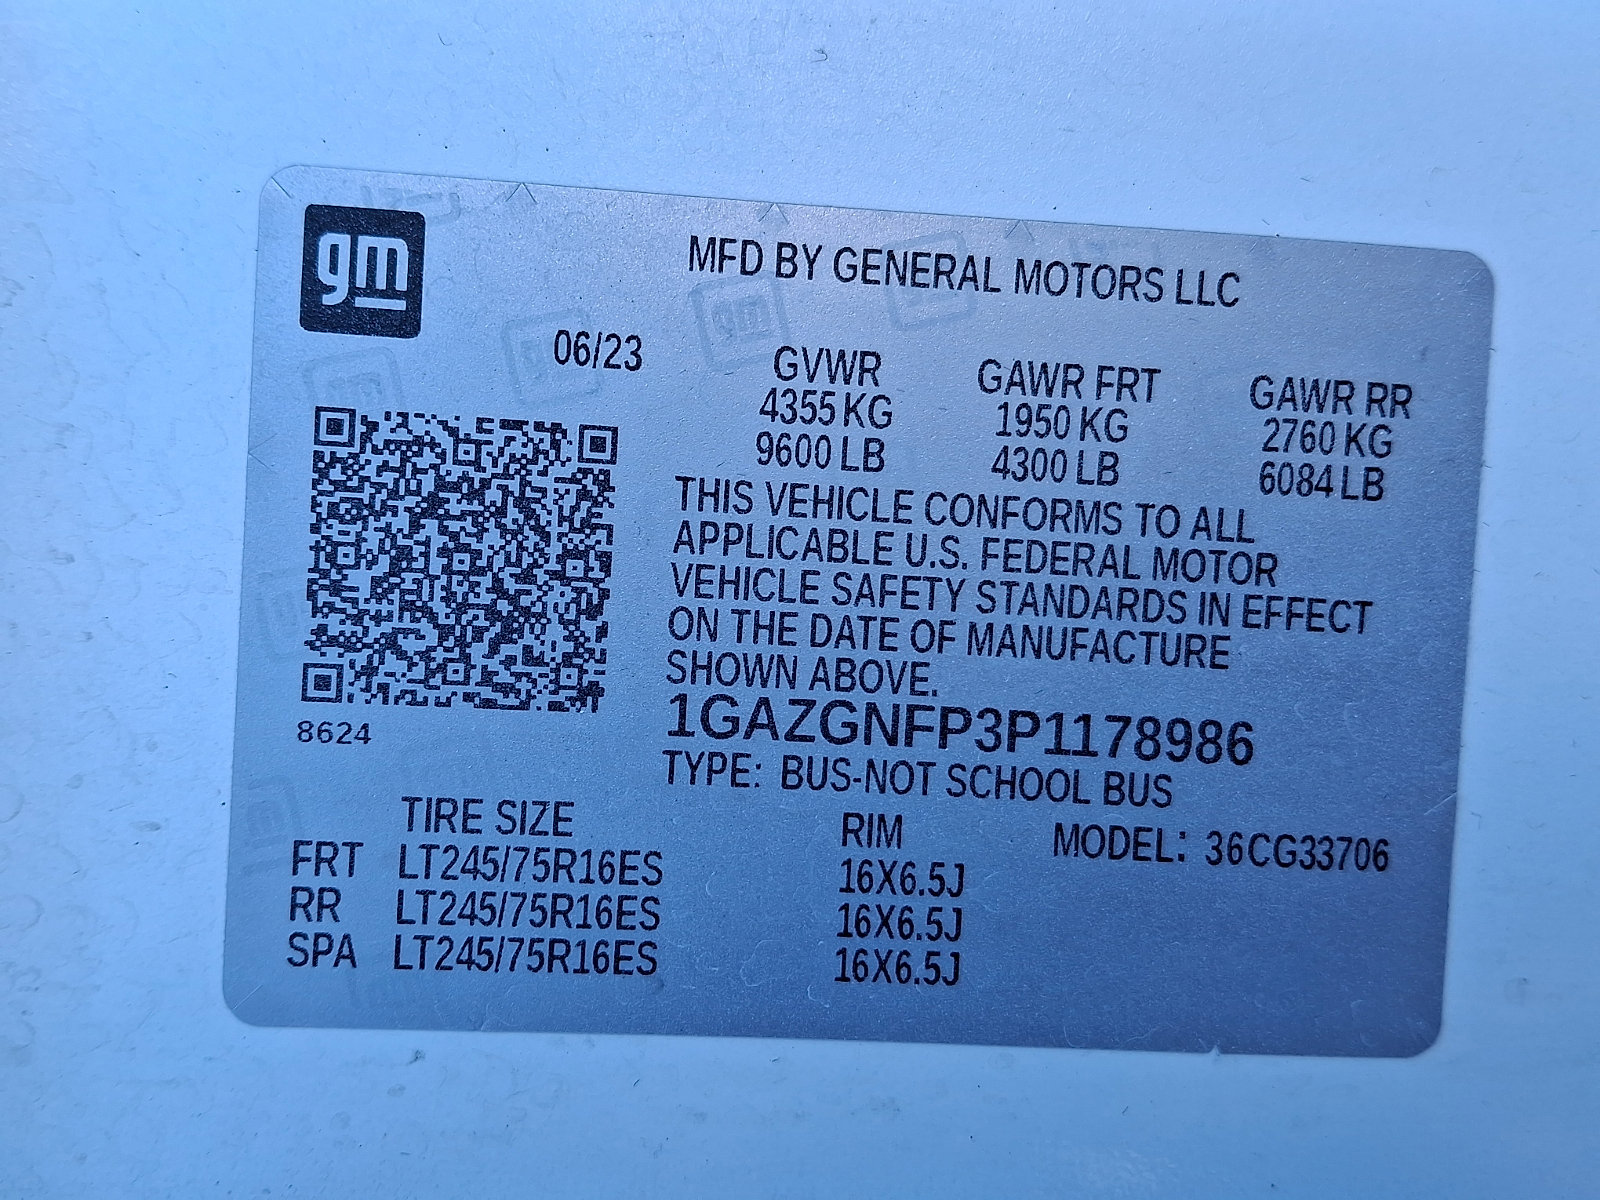 gm
MFD BY GENERAL MOTORS LLC
06/23
GVWR GAWR FRT GAWR RR
4355 KG 1950 KG 2760 KG
9600 LB 4300 LB 6084 LB
THIS VEHICLE CONFORMS TO ALL
APPLICABLE U.S. FEDERAL MOTOR
VEHICLE SAFETY STANDARDS IN EFFECT
ON THE DATE OF MANUFACTURE
SHOWN ABOVE.
1GAZGNFP3P1178986
8624
TYPE: BUS-NOT SCHOOL BUS
TIRE SIZE RIM MODEL: 36CG33706
FRT LT245/75R16ES 16X6.5J
RR LT245/75R16ES 16X6.5J
SPA LT245/75R16ES 16X6.5J